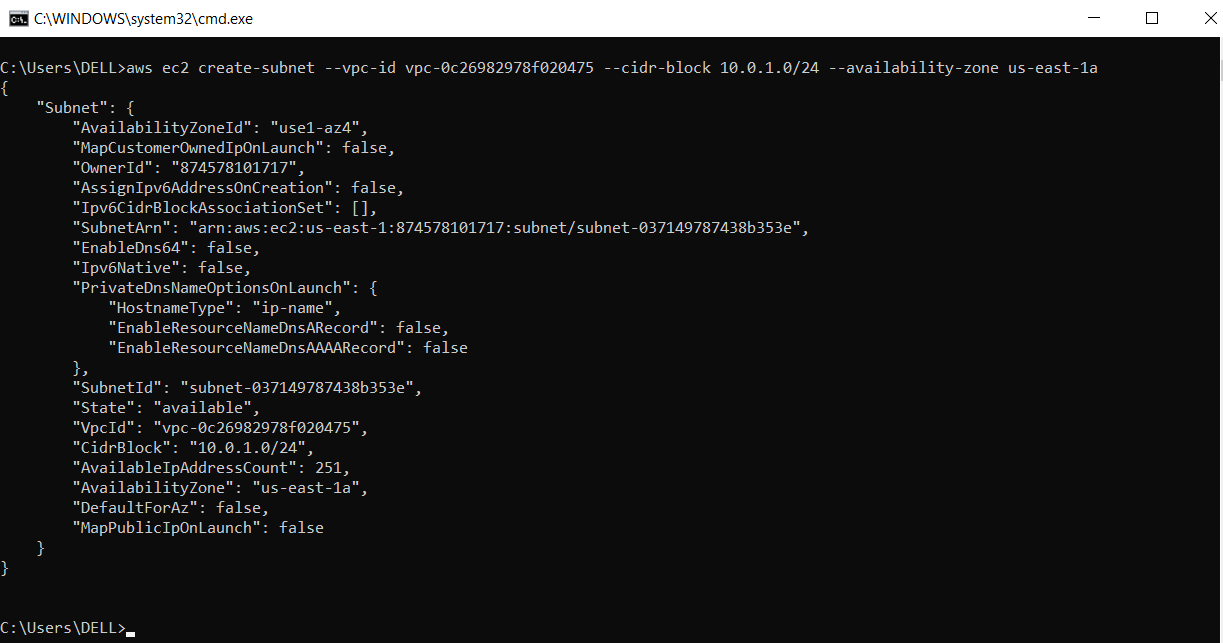 C:\WINDOWS\system32\cmd.exe
C:\Users\DELL>aws ec2 create-subnet --vpc-id vpc-0c26982978f020475 --cidr-block 10.0.1.0/24 --availability-zone us-east-1a
{
    "Subnet": {
        "AvailabilityZoneId": "use1-az4",
        "MapCustomerOwnedIpOnLaunch": false,
        "OwnerId": "874578101717",
        "AssignIpv6AddressOnCreation": false,
        "Ipv6CidrBlockAssociationSet": [],
        "SubnetArn": "arn:aws:ec2:us-east-1:874578101717:subnet/subnet-037149787438b353e",
        "EnableDns64": false,
        "Ipv6Native": false,
        "PrivateDnsNameOptionsOnLaunch": {
            "HostnameType": "ip-name",
            "EnableResourceNameDnsARecord": false,
            "EnableResourceNameDnsAAAARecord": false
        },
        "SubnetId": "subnet-037149787438b353e",
        "State": "available",
        "VpcId": "vpc-0c26982978f020475",
        "CidrBlock": "10.0.1.0/24",
        "AvailableIpAddressCount": 251,
        "AvailabilityZone": "us-east-1a",
        "DefaultForAz": false,
        "MapPublicIpOnLaunch": false
    }
}
C:\Users\DELL>